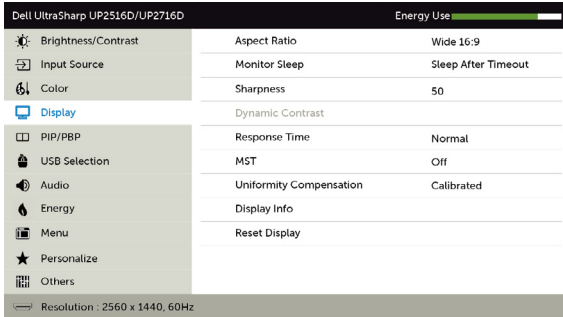 Dell UltraSharp UP2516D/UP2716D Energy Use
Brightness/Contrast Aspect Ratio Wide 16:9
Input Source Monitor Sleep Sleep After Timeout
Color Sharpness 50
Display Dynamic Contrast
PIP/PBP Response Time Normal
USB Selection MST Off
Audio Uniformity Compensation Calibrated
Energy Display Info
Menu Reset Display
Personalize
Others
Resolution : 2560 x 1440, 60Hz